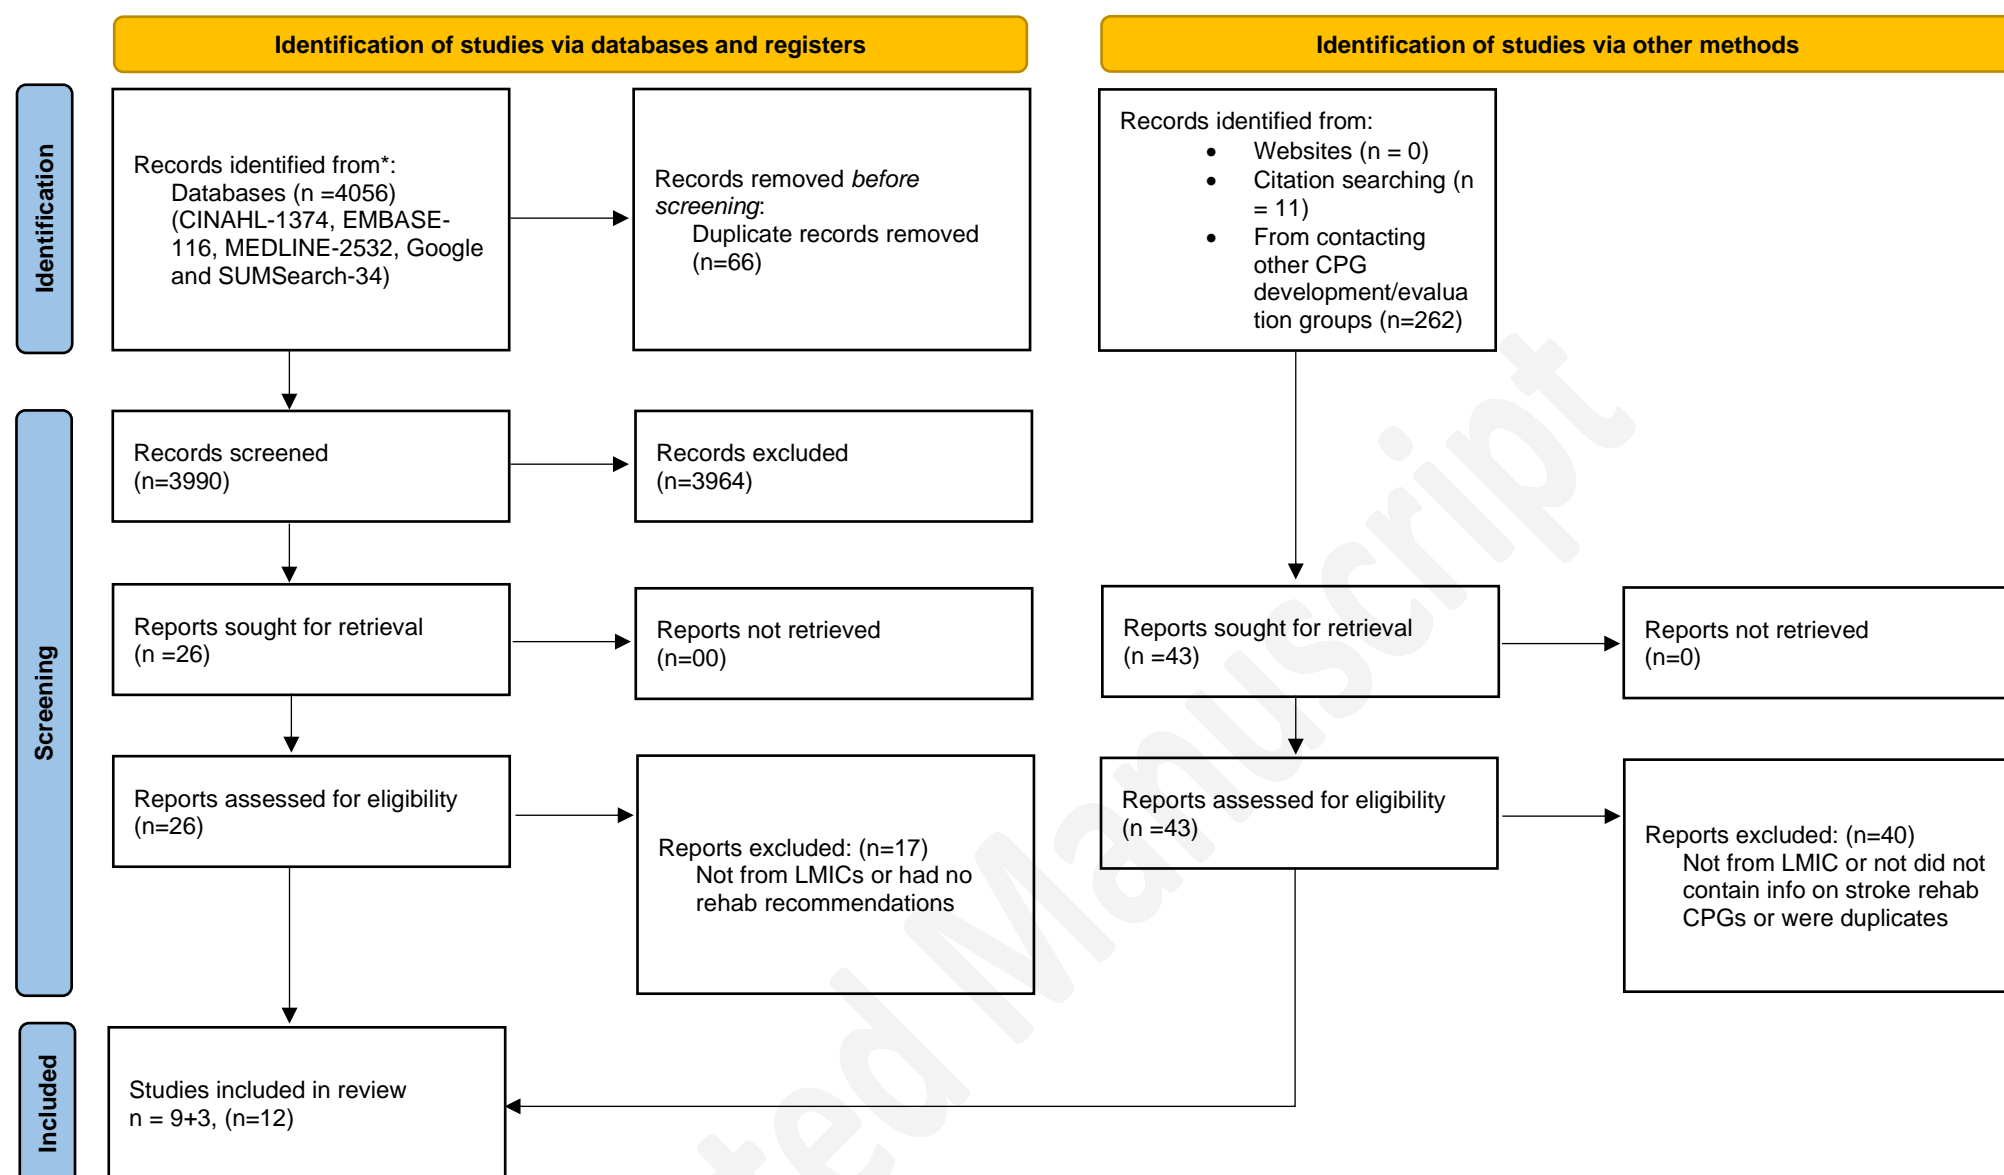 Identification of studies via databases and registers
Identification of studies via other methods
Identification
Records identified from*:
Databases (n =4056)
(CINAHL-1374, EMBASE-
116, MEDLINE-2532, Google
and SUMSearch-34)
Records removed before
screening:
Duplicate records removed
(n=66)
Records identified from:
• Websites (n = 0)
• Citation searching (n
= 11)
• From contacting
other CPG
development/evalua
tion groups (n=262)
Screening
Records screened
(n=3990)
Records excluded
(n=3964)
Reports sought for retrieval
(n =26)
Reports not retrieved
(n=00)
Reports sought for retrieval
(n =43)
Reports not retrieved
(n=0)
Reports assessed for eligibility
(n=26)
Reports excluded: (n=17)
Not from LMICs or had no
rehab recommendations
Reports assessed for eligibility
(n =43)
Reports excluded: (n=40)
Not from LMIC or not did not
contain info on stroke rehab
CPGs or were duplicates
Included
Studies included in review
n = 9+3, (n=12)
ted Manuscript